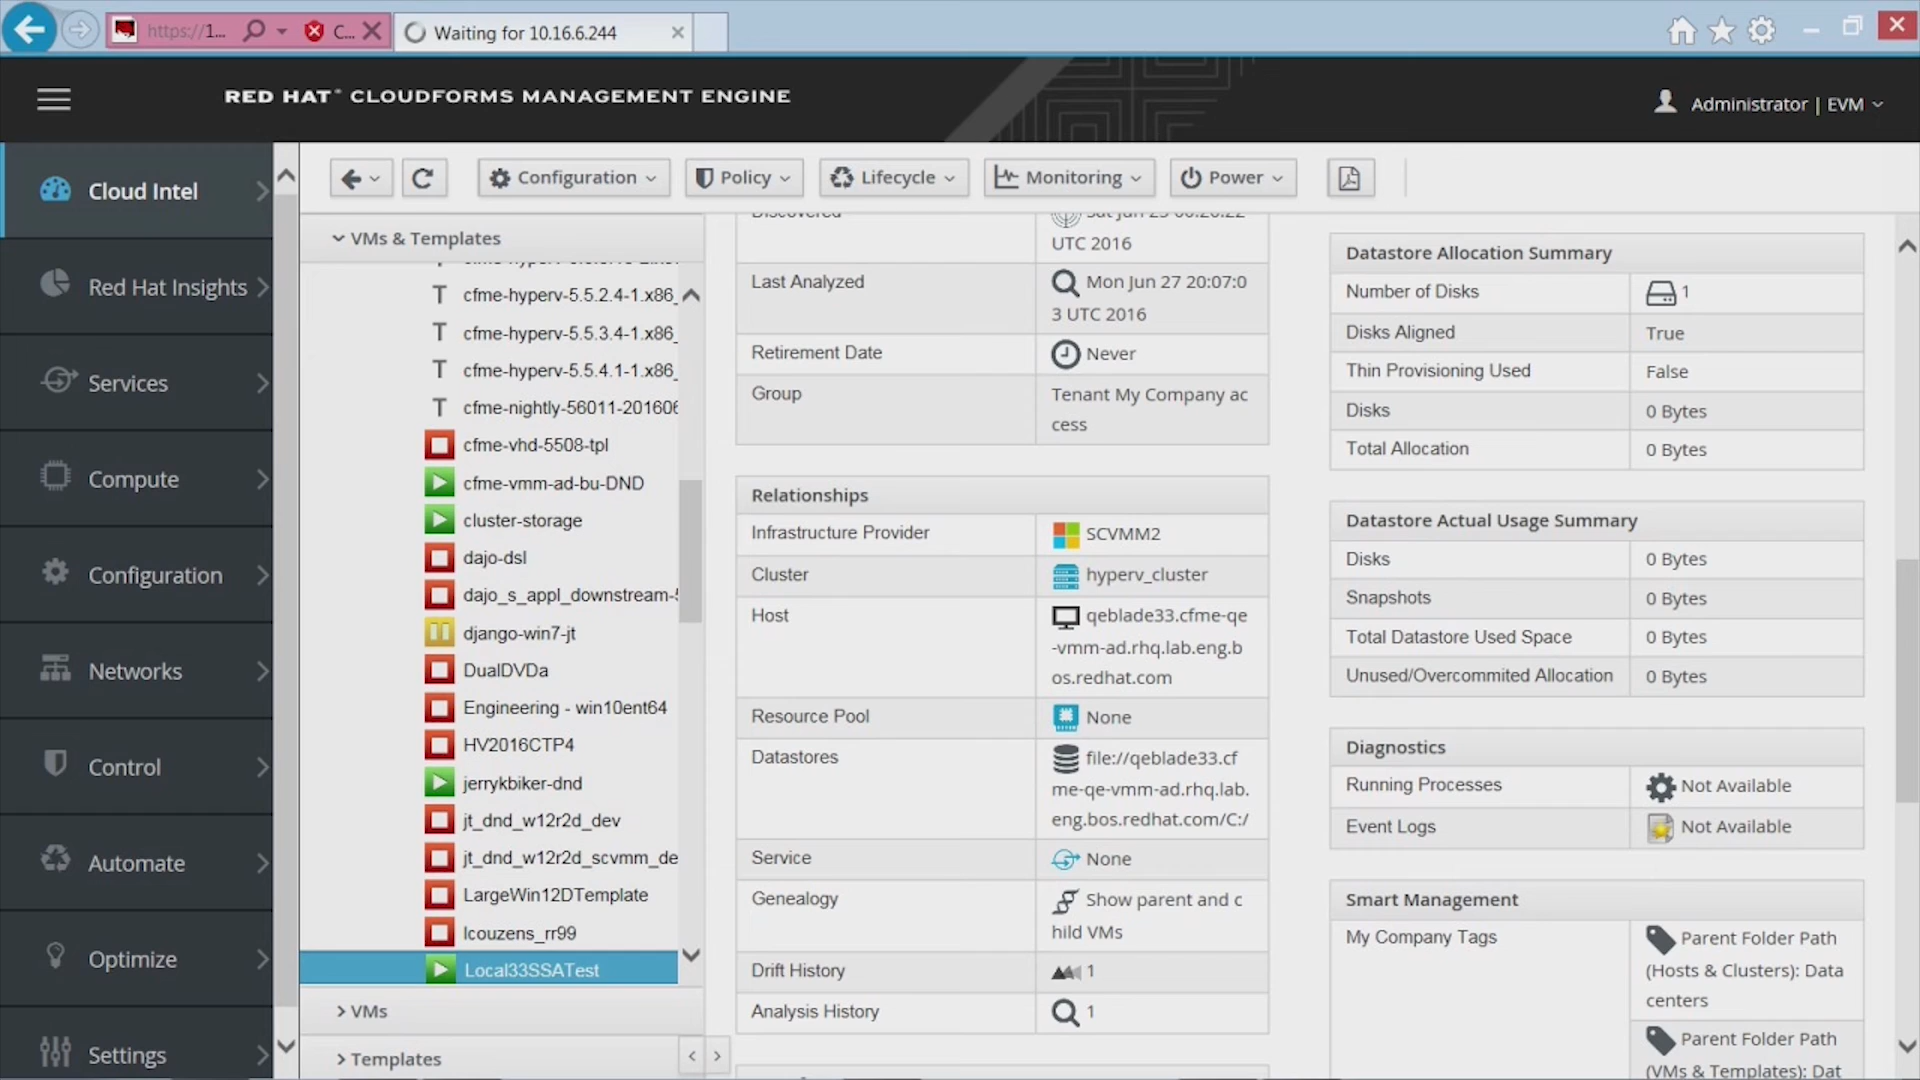 https://1...
C...
Waiting for 10.16.6.244
RED HAT® CLOUDFORMS MANAGEMENT ENGINE
Administrator | EVM
Cloud Intel
Red Hat Insights
Services
Compute
Configuration
Networks
Control
Automate
Optimize
Settings
Configuration
Policy
Lifecycle
Monitoring
Power
VMs & Templates
T cfme-hyperv-5.5.2.4-1.x86_
T cfme-hyperv-5.5.3.4-1.x86_
T cfme-hyperv-5.5.4.1-1.x86_
T cfme-nightly-56011-201606
cfme-vhd-5508-tpl
cfme-vmm-ad-bu-DND
cluster-storage
dajo-dsl
dajo_s_appl_downstream-5
django-win7-jt
DualDVDa
Engineering - win10ent64
HV2016CTP4
jerrykbiker-dnd
jt_dnd_w12r2d_dev
jt_dnd_w12r2d_scvmm_de
LargeWin12DTemplate
lcouzens_rr99
Local33SSATest
VMs
Templates
Discovered
UTC 2016
Last Analyzed
Mon Jun 27 20:07:0
3 UTC 2016
Retirement Date
Never
Group
Tenant My Company ac
cess
Relationships
Infrastructure Provider
SCVMM2
Cluster
hyperv_cluster
Host
qeblade33.cfme-qe
-vmm-ad.rhq.lab.eng.b
os.redhat.com
Resource Pool
None
Datastores
file://qeblade33.cf
me-qe-vmm-ad.rhq.lab.
eng.bos.redhat.com/C:/
Service
None
Genealogy
Show parent and c
hild VMs
Drift History
1
Analysis History
1
Datastore Allocation Summary
Number of Disks
1
Disks Aligned
True
Thin Provisioning Used
False
Disks
0 Bytes
Total Allocation
0 Bytes
Datastore Actual Usage Summary
Disks
0 Bytes
Snapshots
0 Bytes
Total Datastore Used Space
0 Bytes
Unused/Overcommited Allocation
0 Bytes
Diagnostics
Running Processes
Not Available
Event Logs
Not Available
Smart Management
My Company Tags
Parent Folder Path
(Hosts & Clusters): Data
centers
Parent Folder Path
(VMs & Templates): Dat